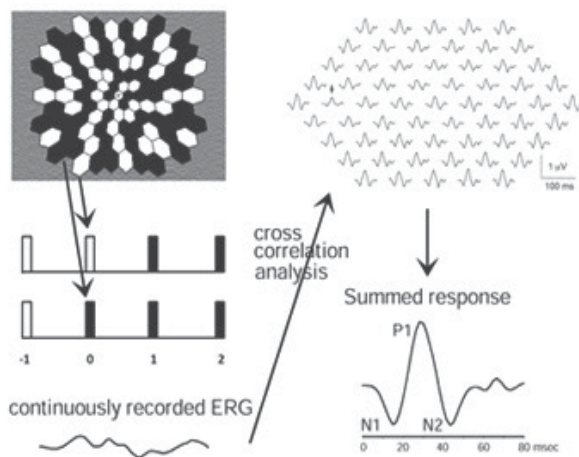 1 μV
100 ms
cross
correlation
analysis
-1 0 1 2
continuously recorded ERG
Summed response
P1
N1 N2
0 20 40 60 80 msec